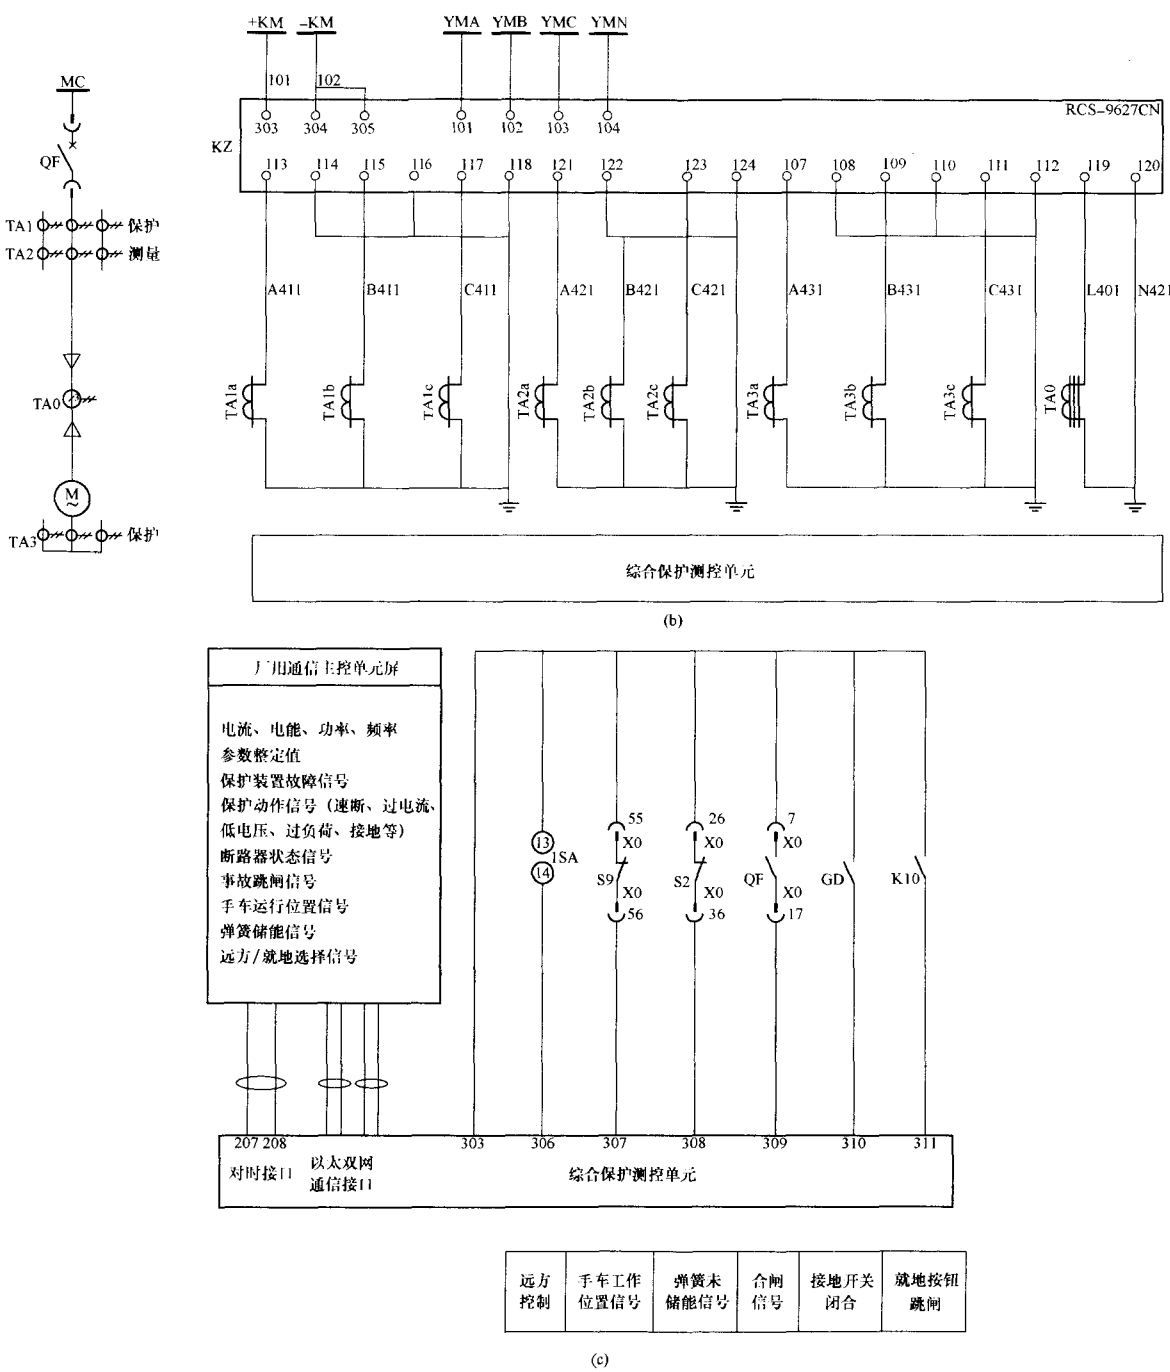 +KM -KM YMA YMB YMC YMN
101 102
MC
RCS-9627CN
303 304 305 101 102 103 104
KZ
QF
113 114 115 116 117 118 121 122 123 124 107 108 109 110 111 112 119 120
TA1 保护
TA2 测量
A411 B411 C411 A421 B421 C421 A431 B431 C431 L401 N421
TA0
TA1a TA1b TA1c TA2a TA2b TA2c TA3a TA3b TA3c TA0
M
~
TA3 保护
综合保护测控单元
(b)
厂用通信主控单元屏
电流、电能、功率、频率
参数整定值
保护装置故障信号
保护动作信号(速断、过电流、
低电压、过负荷、接地等)
断路器状态信号
事故跳闸信号
手车运行位置信号
弹簧储能信号
远方/就地选择信号
55 26 7
13 X0 X0 X0
1SA
14 S9 S2 QF GD K10
X0 X0 X0
56 36 17
207 208 303 306 307 308 309 310 311
对时接口
以太双网
通信接口
综合保护测控单元
远方
控制
手车工作
位置信号
弹簧未
储能信号
合闸
信号
接地开关
闭合
就地按钮
跳闸
(c)